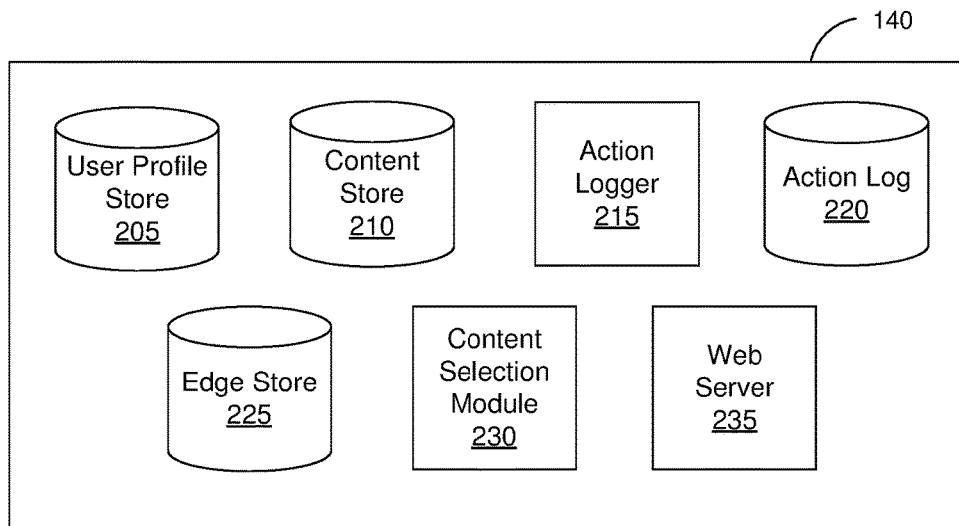 140
User Profile
Store
205
Content
Store
210
Action
Logger
215
Action Log
220
Edge Store
225
Content
Selection
Module
230
Web
Server
235